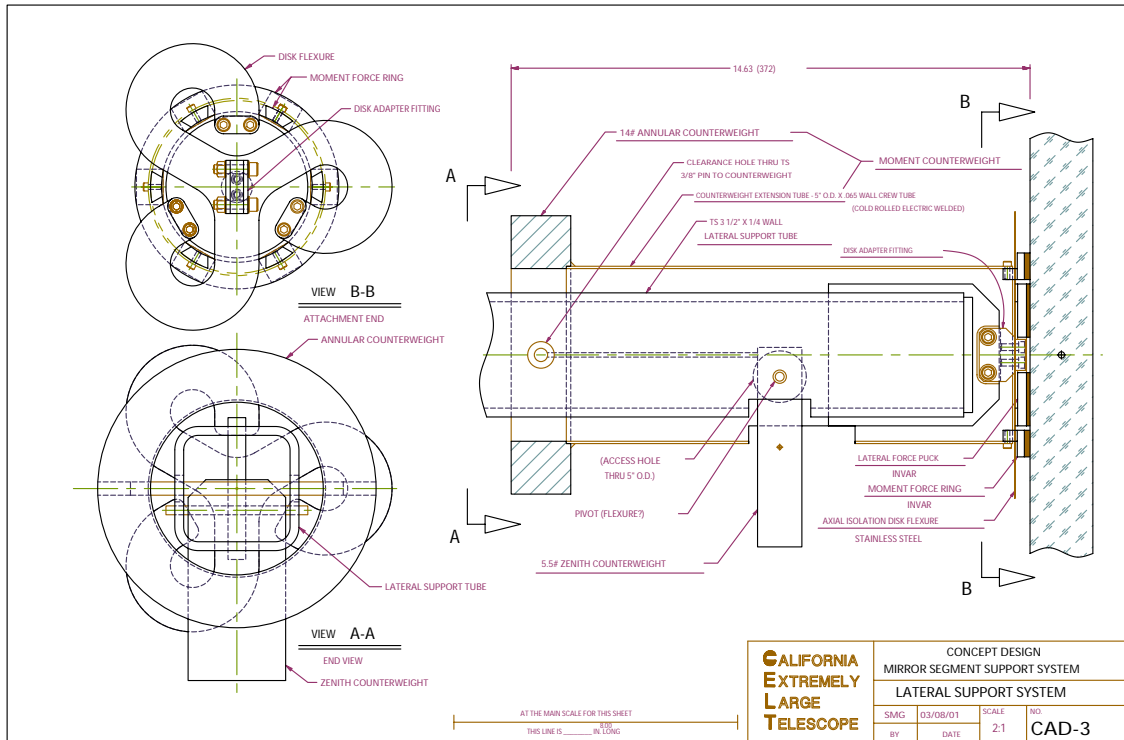 DISK FLEXURE
MOMENT FORCE RING
DISK ADAPTER FITTING
VIEW B-B
ATTACHMENT END
ANNULAR COUNTERWEIGHT
LATERAL SUPPORT TUBE
VIEW A-A
END VIEW
ZENITH COUNTERWEIGHT
14.63 (372)
B
A
14# ANNULAR COUNTERWEIGHT
MOMENT COUNTERWEIGHT
CLEARANCE HOLE THRU TS
3/8" PIN TO COUNTERWEIGHT
COUNTERWEIGHT EXTENSION TUBE - 5" O.D. X .065 WALL CREW TUBE
(COLD ROLLED ELECTRIC WELDED)
TS 3 1/2" X 1/4 WALL
LATERAL SUPPORT TUBE
DISK ADAPTER FITTING
(ACCESS HOLE
THRU 5" O.D.)
PIVOT (FLEXURE?)
5.5# ZENITH COUNTERWEIGHT
LATERAL FORCE PUCK
INVAR
MOMENT FORCE RING
INVAR
AXIAL ISOLATION DISK FLEXURE
STAINLESS STEEL
A
B
AT THE MAIN SCALE FOR THIS SHEET
8.00
THIS LINE IS _______ IN. LONG
CALIFORNIA
EXTREMELY
LARGE
TELESCOPE
CONCEPT DESIGN
MIRROR SEGMENT SUPPORT SYSTEM
LATERAL SUPPORT SYSTEM
SMG 03/08/01 SCALE NO.
2:1 CAD-3
BY DATE